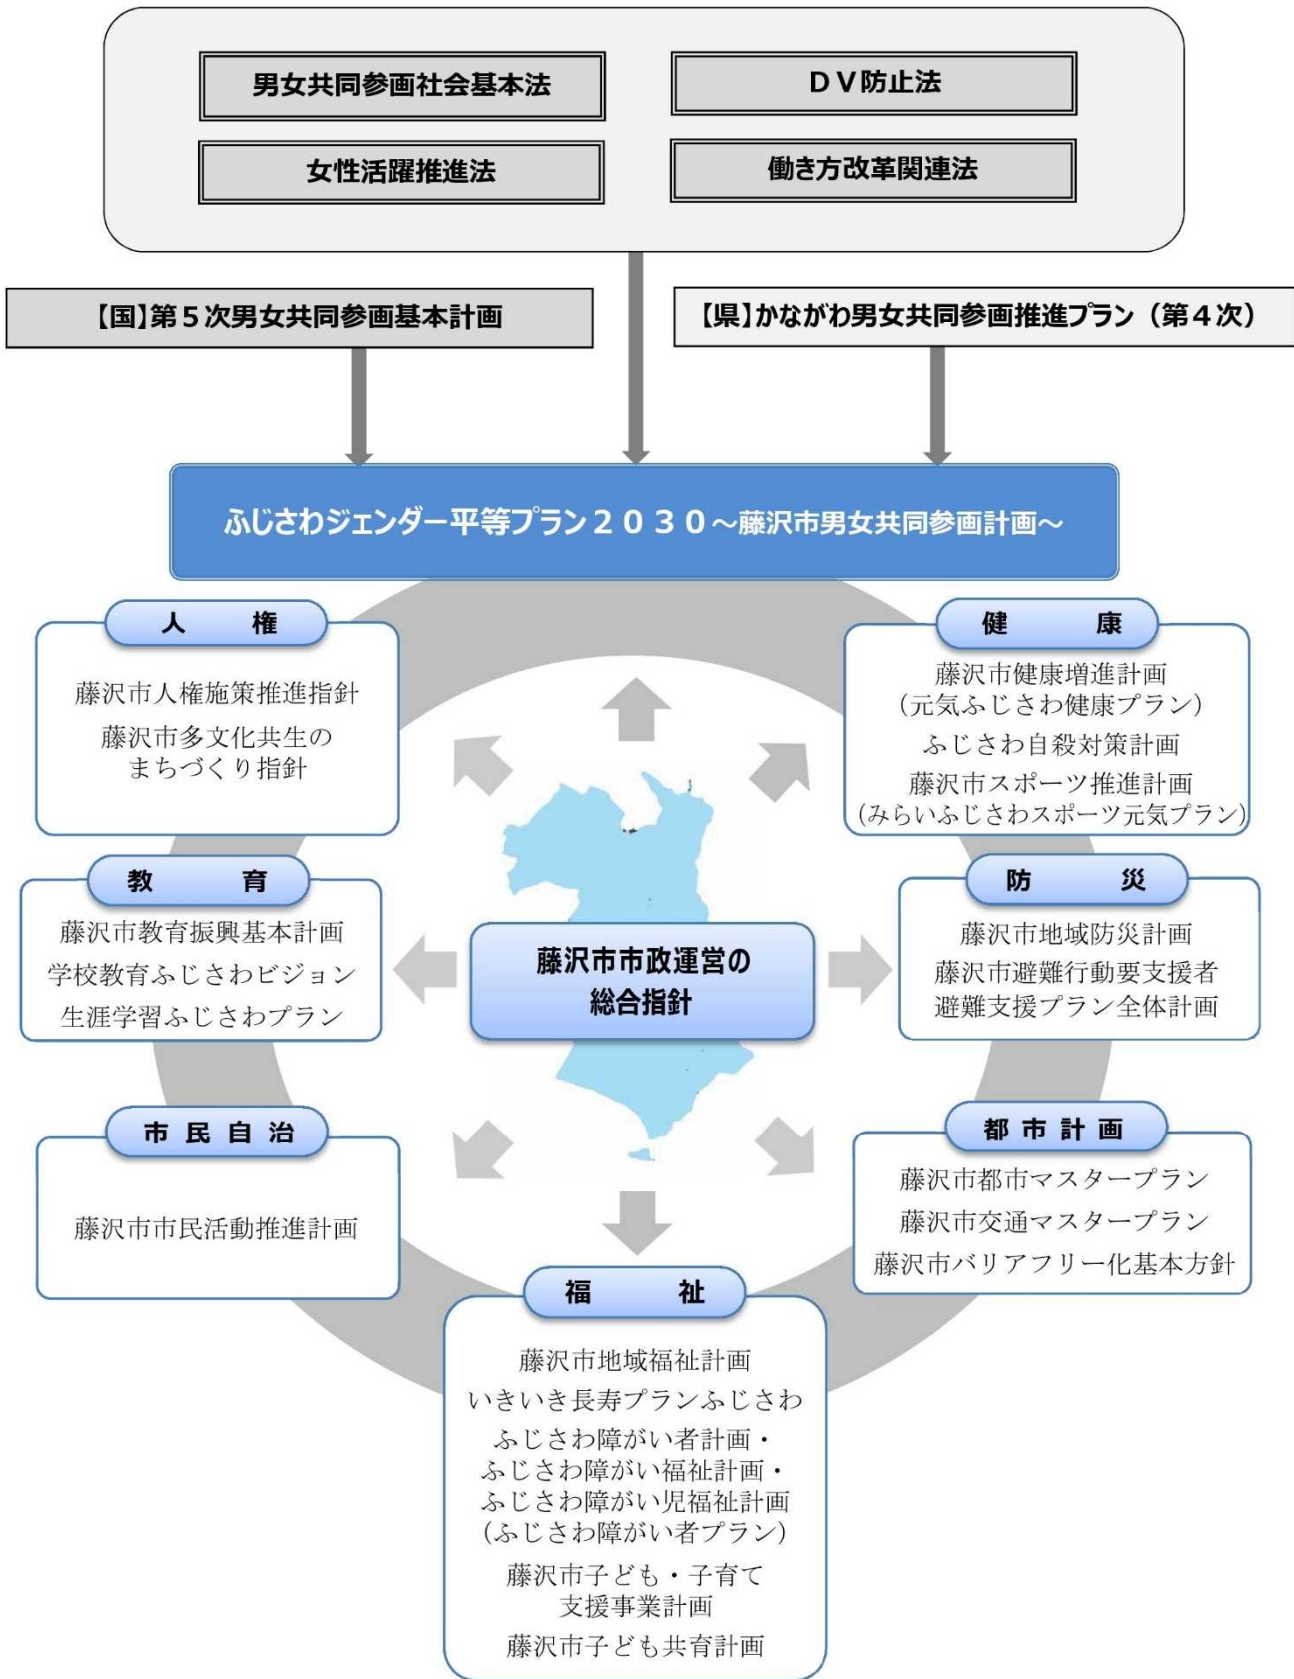 男女共同参画社会基本法
DV防止法
女性活躍推進法
働き方改革関連法
【国】第5次男女共同参画基本計画
【県】かながわ男女共同参画推進プラン（第4次）
ふじさわジェンダー平等プラン2030～藤沢市男女共同参画計画～
人権
藤沢市人権施策推進指針
藤沢市多文化共生の
まちづくり指針
健康
藤沢市健康増進計画
（元気ふじさわ健康プラン）
ふじさわ自殺対策計画
藤沢市スポーツ推進計画
（みらいふじさわスポーツ元気プラン）
教育
藤沢市教育振興基本計画
学校教育ふじさわビジョン
生涯学習ふじさわプラン
藤沢市市政運営の
総合指針
防災
藤沢市地域防災計画
藤沢市避難行動要支援者
避難支援プラン全体計画
市民自治
藤沢市市民活動推進計画
都市計画
藤沢市都市マスタープラン
藤沢市交通マスタープラン
藤沢市バリアフリー化基本方針
福祉
藤沢市地域福祉計画
いきいき長寿プランふじさわ
ふじさわ障がい者計画・
ふじさわ障がい福祉計画・
ふじさわ障がい児福祉計画
（ふじさわ障がい者プラン）
藤沢市子ども・子育て
支援事業計画
藤沢市子ども共育計画